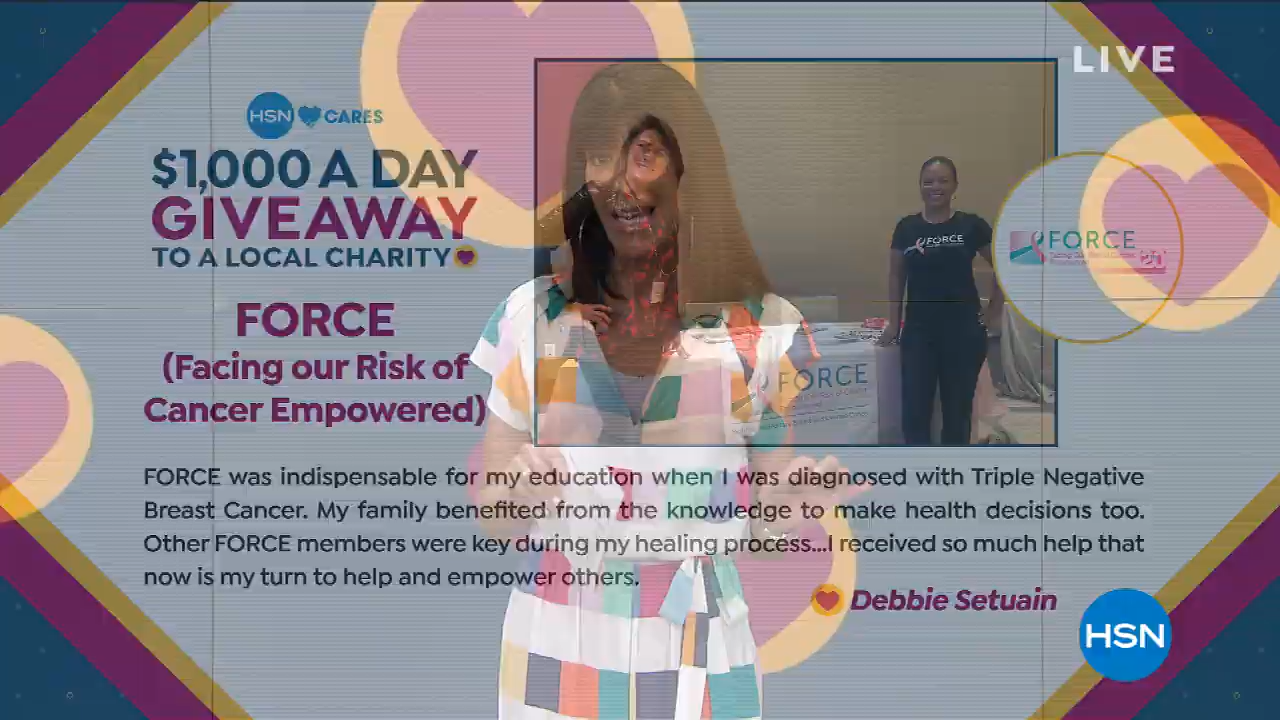 LIVE
HSN CARES
$1,000 A DAY
GIVEAWAY
TO A LOCAL CHARITY
FORCE
(Facing our Risk of
Cancer Empowered)
FORCE
FORCE
FORCE
FORCE was indispensable for my education when I was diagnosed with Triple Negative
Breast Cancer. My family benefited from the knowledge to make health decisions too.
Other FORCE members were key during my healing process...I received so much help that
now is my turn to help and empower others.
Debbie Setuain
HSN